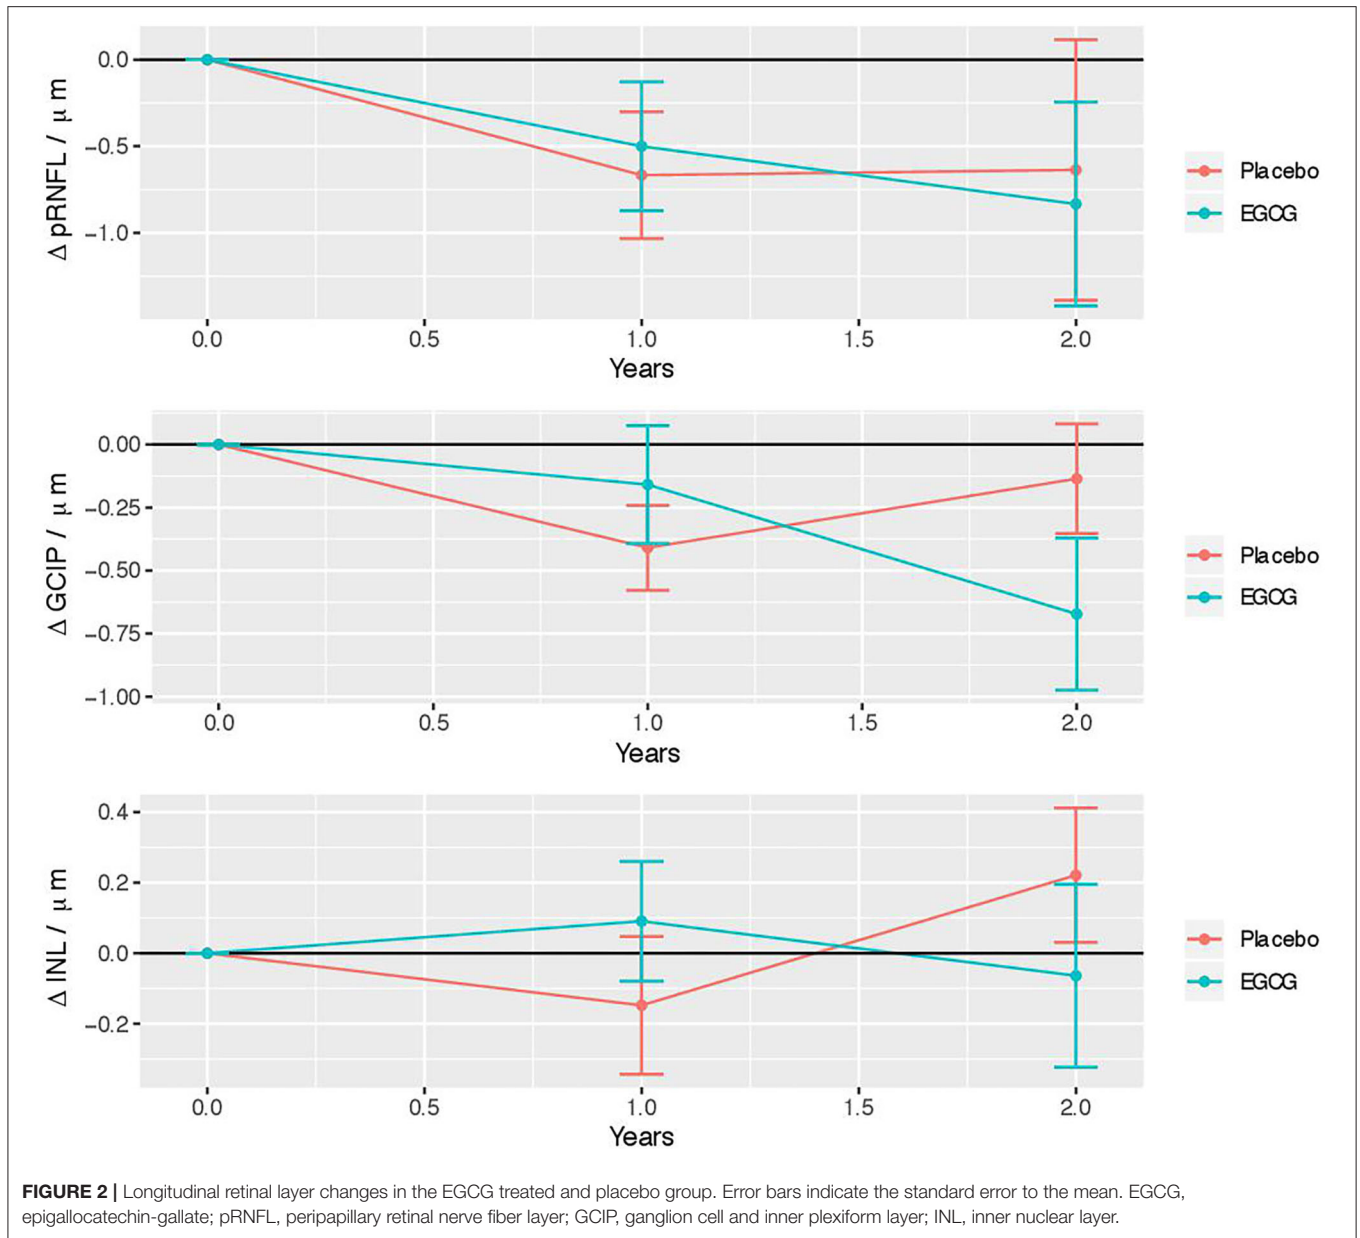 0.0
−0.5
−1.0
Δ pRNFL / μm
0.0 0.5 1.0 1.5 2.0
Years
Placebo
EGCG
0.00
−0.25
−0.50
−0.75
−1.00
Δ GCIP / μm
0.0 0.5 1.0 1.5 2.0
Years
Placebo
EGCG
0.4
0.2
0.0
−0.2
Δ INL / μm
0.0 0.5 1.0 1.5 2.0
Years
Placebo
EGCG
FIGURE 2 | Longitudinal retinal layer changes in the EGCG treated and placebo group. Error bars indicate the standard error to the mean. EGCG,
epigallocatechin-gallate; pRNFL, peripapillary retinal nerve fiber layer; GCIP, ganglion cell and inner plexiform layer; INL, inner nuclear layer.